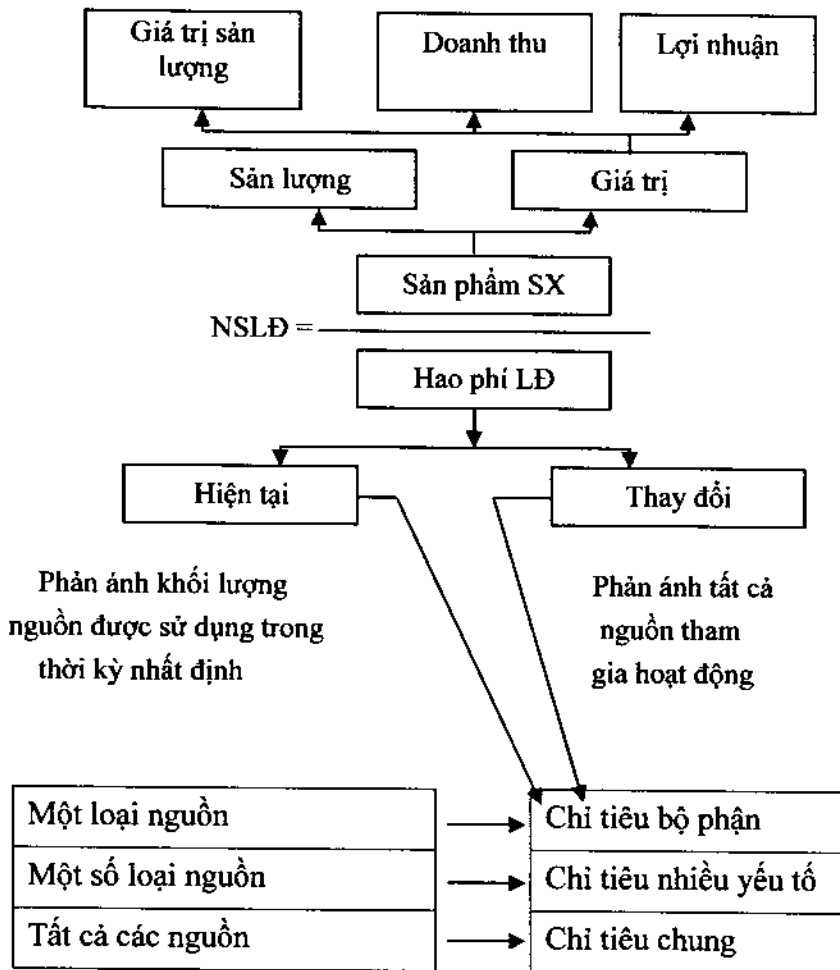 Giá trị sản
lượng
Doanh thu
Lợi nhuận
Sản lượng
Giá trị
Sản phẩm SX
NSLĐ =
Hao phí LĐ
Hiện tại
Thay đổi
Phản ánh khối lượng
nguồn được sử dụng trong
thời kỳ nhất định
Phản ánh tất cả
nguồn tham
gia hoạt động
Một loại nguồn
Chỉ tiêu bộ phận
Một số loại nguồn
Chỉ tiêu nhiều yếu tố
Tất cả các nguồn
Chỉ tiêu chung